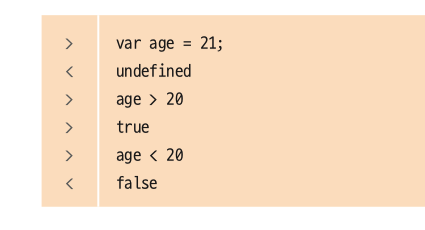 > var age = 21;
< undefined
> age > 20
> true
> age < 20
< false